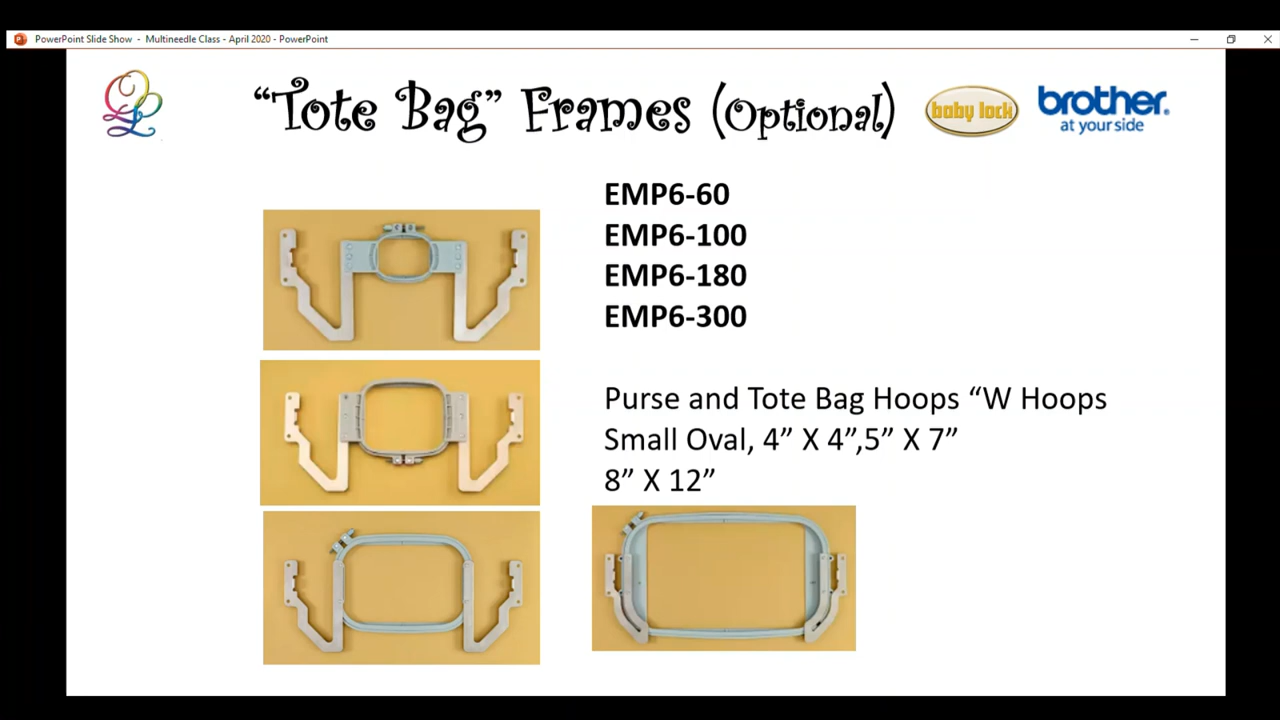 PowerPoint Slide Show - Multineedle Class - April 2020 - PowerPoint
“Tote Bag” Frames (Optional)
baby lock
brother.
at your side
EMP6-60
EMP6-100
EMP6-180
EMP6-300
Purse and Tote Bag Hoops “W Hoops
Small Oval, 4” X 4”,5” X 7”
8” X 12”